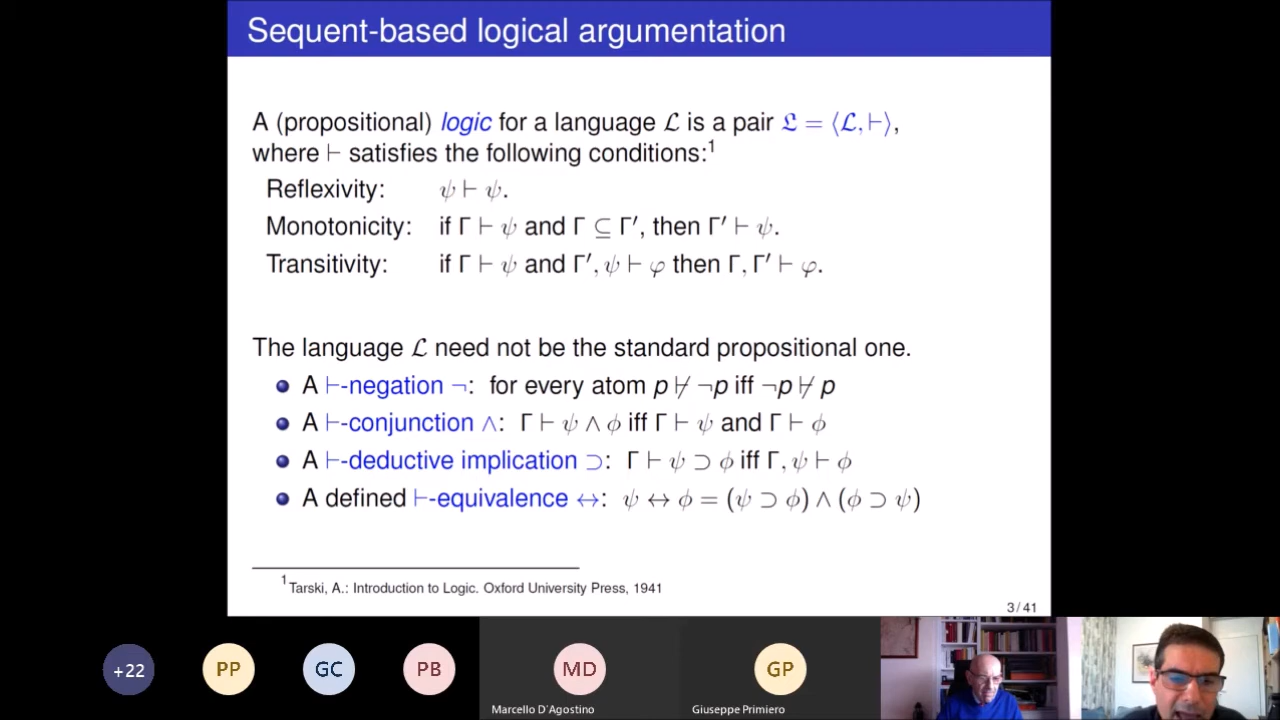 Sequent-based logical argumentation
A (propositional) logic for a language ℒ is a pair 𝔏 = ⟨ℒ, ⊢⟩,
where ⊢ satisfies the following conditions:¹
Reflexivity: ψ ⊢ ψ.
Monotonicity: if Γ ⊢ ψ and Γ ⊆ Γ′, then Γ′ ⊢ ψ.
Transitivity: if Γ ⊢ ψ and Γ′, ψ ⊢ φ then Γ, Γ′ ⊢ φ.
The language ℒ need not be the standard propositional one.
A ⊢-negation ¬: for every atom p ⊬ ¬p iff ¬p ⊬ p
A ⊢-conjunction ∧: Γ ⊢ ψ ∧ ϕ iff Γ ⊢ ψ and Γ ⊢ ϕ
A ⊢-deductive implication ⊃: Γ ⊢ ψ ⊃ ϕ iff Γ, ψ ⊢ ϕ
A defined ⊢-equivalence ↔: ψ ↔ ϕ = (ψ ⊃ ϕ) ∧ (ϕ ⊃ ψ)
¹Tarski, A.: Introduction to Logic. Oxford University Press, 1941
3 / 41
+22 PP GC PB MD GP
Marcello D'Agostino Giuseppe Primiero